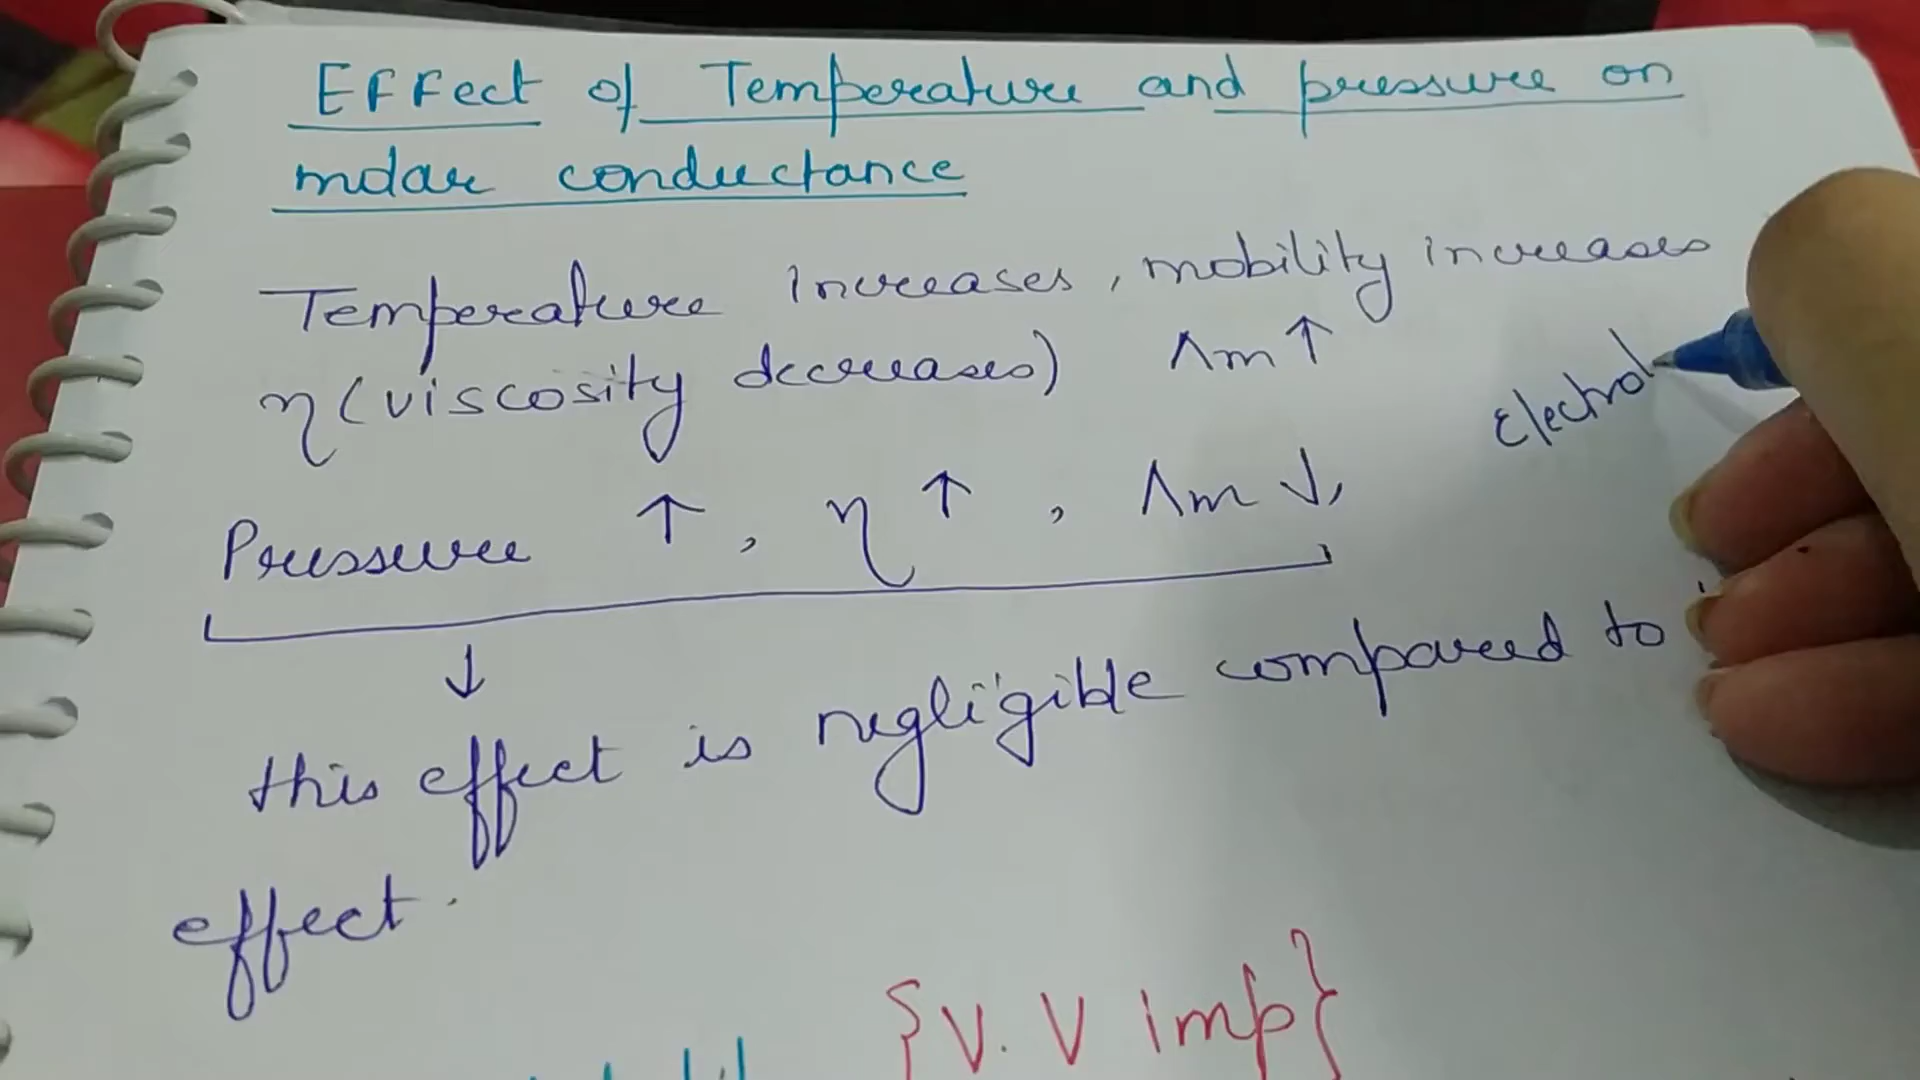 Effect of Temperature and pressure on
molar conductance
Temperature increases, mobility increases
η (viscosity decreases) Λm ↑
Electrol
Pressure ↑, η ↑, Λm ↓,
this effect is negligible compared to
effect.
{V. V imp}